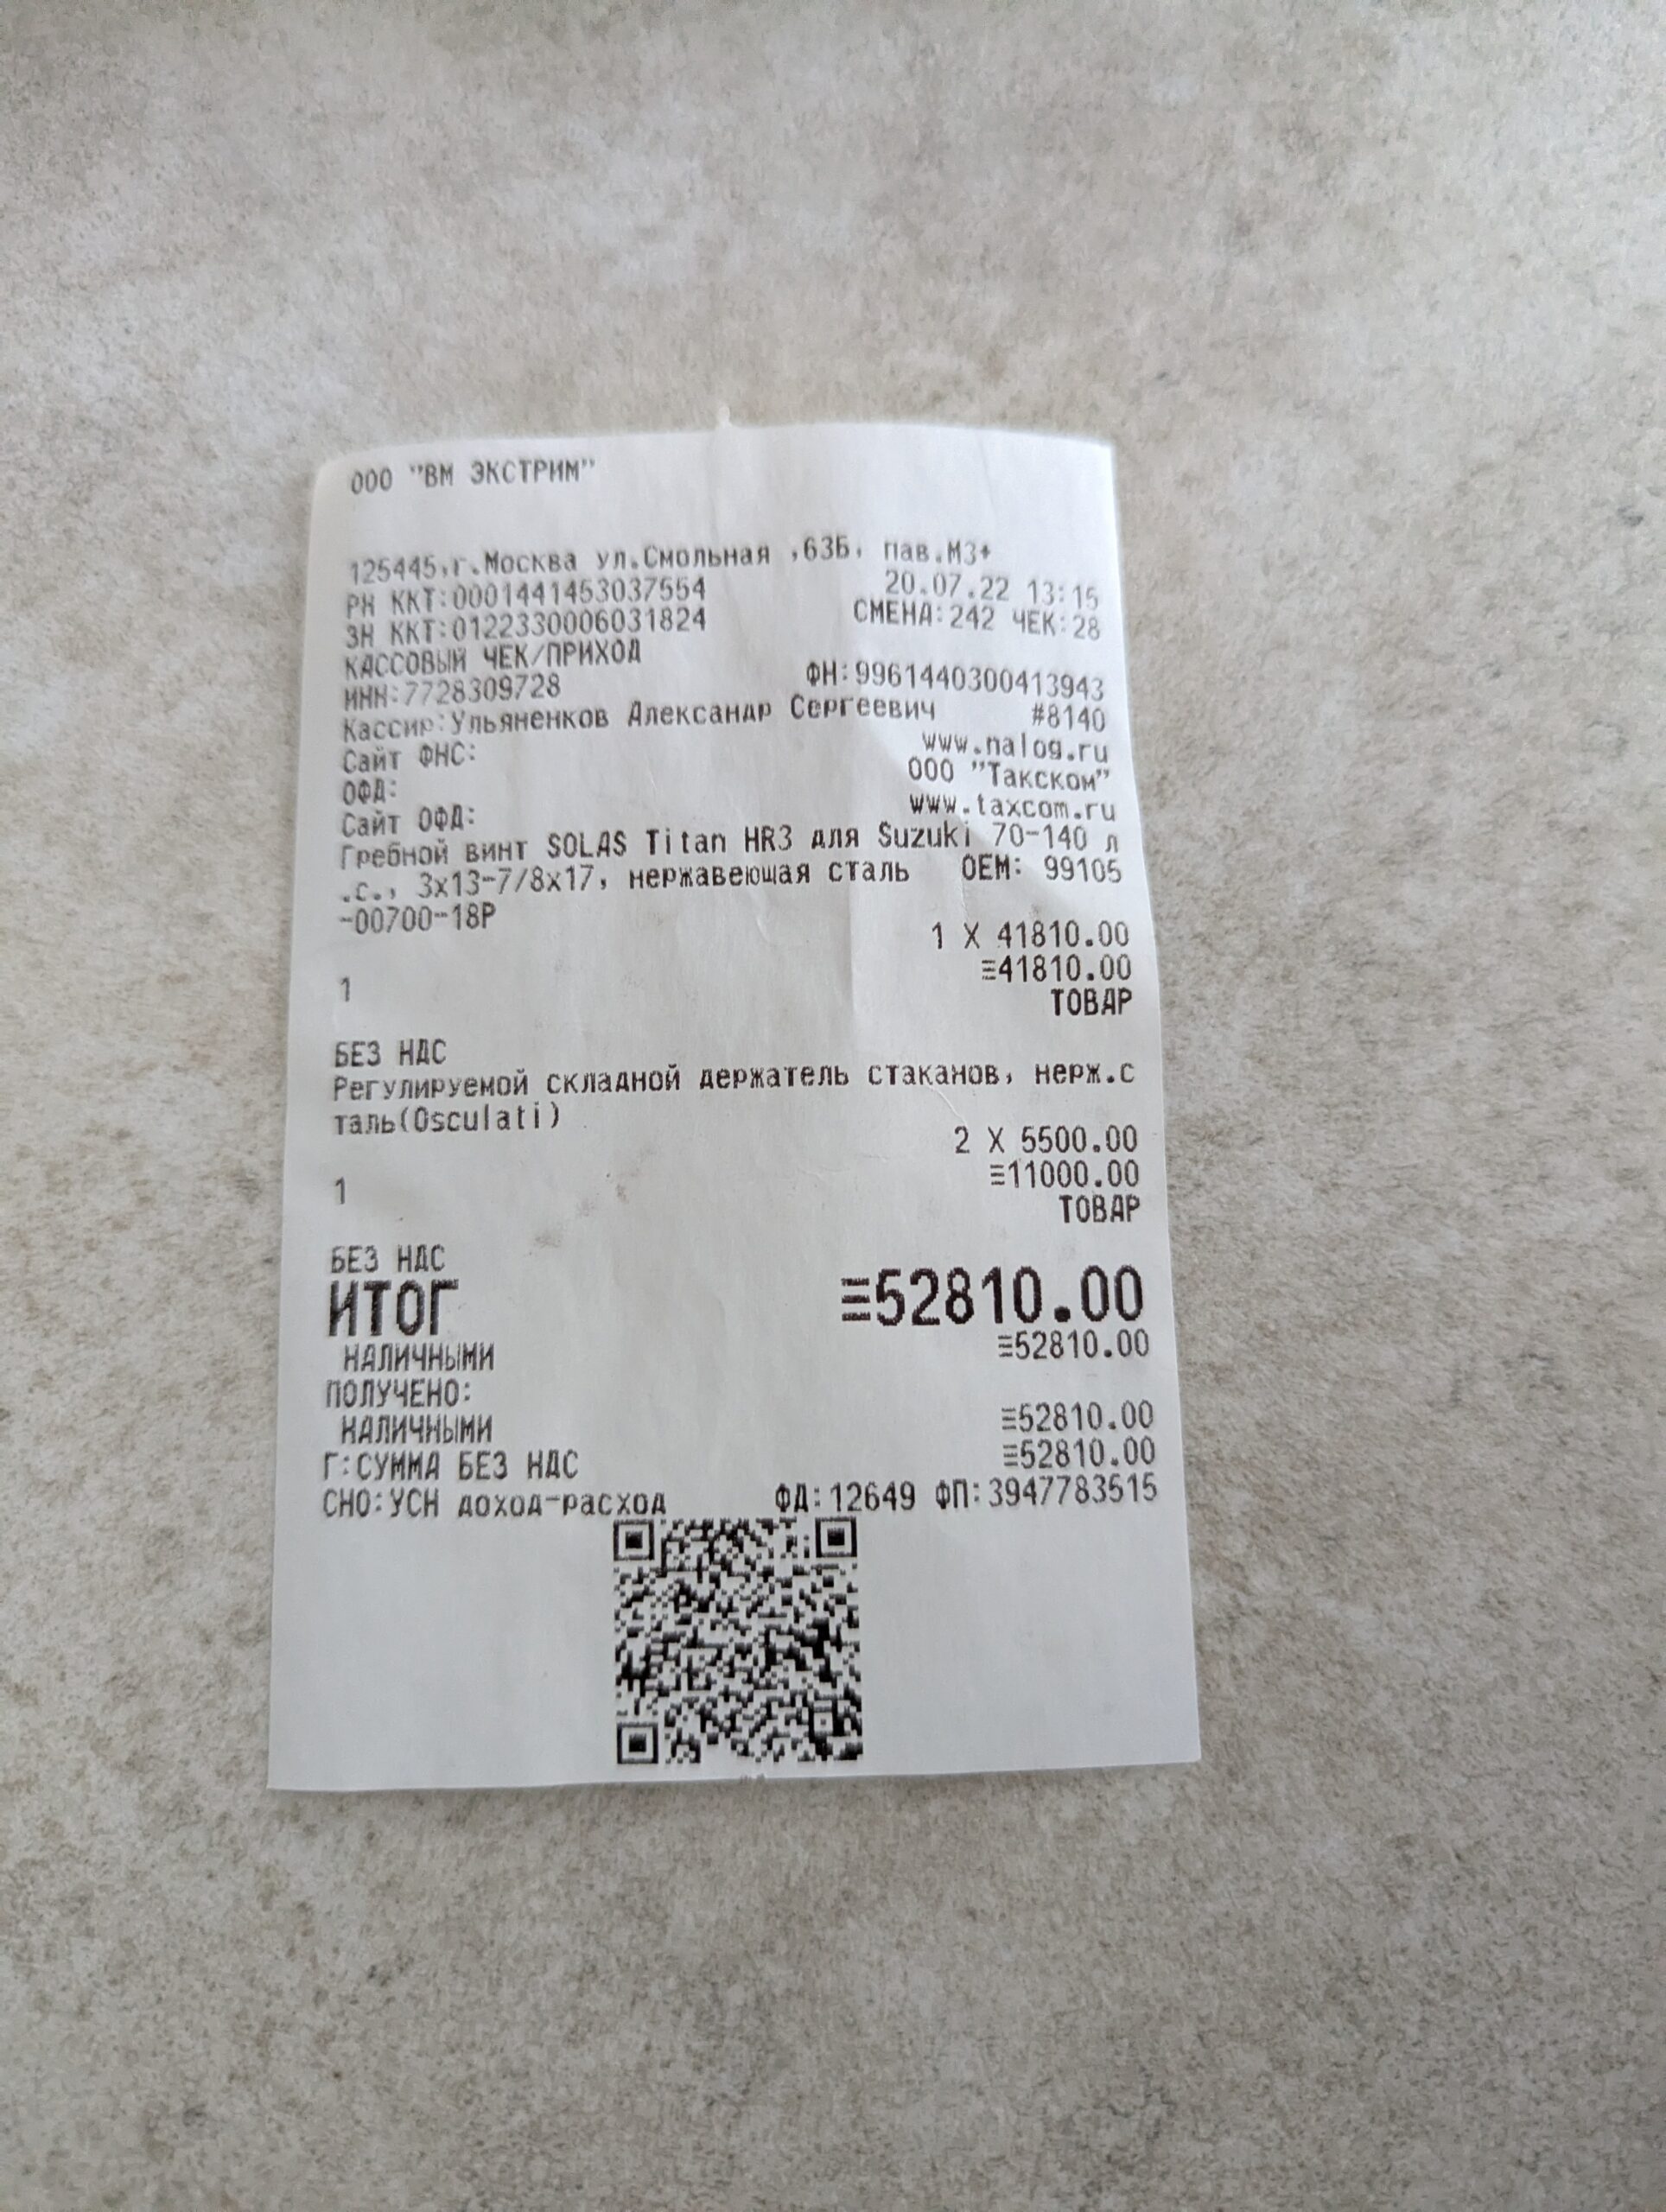 ООО "ВМ ЭКСТРИМ"
125445,г.Москва ул.Смольная ,63Б, пав.М3+
РН ККТ:0001441453037554 20.07.22 13:15
ЗН ККТ:0122330006031824 СМЕНА:242 ЧЕК:28
КАССОВЫЙ ЧЕК/ПРИХОД
ИНН:7728309728 ФН:9961440300413943
Кассир:Ульяненков Александр Сергеевич #8140
Сайт ФНС: www.nalog.ru
ОФД: ООО "Такском"
Сайт ОФД: www.taxcom.ru
Гребной винт SOLAS Titan HR3 для Suzuki 70-140 л
.с., 3x13-7/8x17, нержавеющая сталь OEM: 99105
-00700-18P
1 X 41810.00
1 ≡41810.00
ТОВАР
БЕЗ НДС
Регулируемой складной держатель стаканов, нерж.с
таль(Osculati)
2 X 5500.00
1 ≡11000.00
ТОВАР
БЕЗ НДС
ИТОГ ≡52810.00
НАЛИЧНЫМИ ≡52810.00
ПОЛУЧЕНО:
НАЛИЧНЫМИ ≡52810.00
Г:СУММА БЕЗ НДС ≡52810.00
СНО:УСН доход-расход ФД:12649 ФП:3947783515